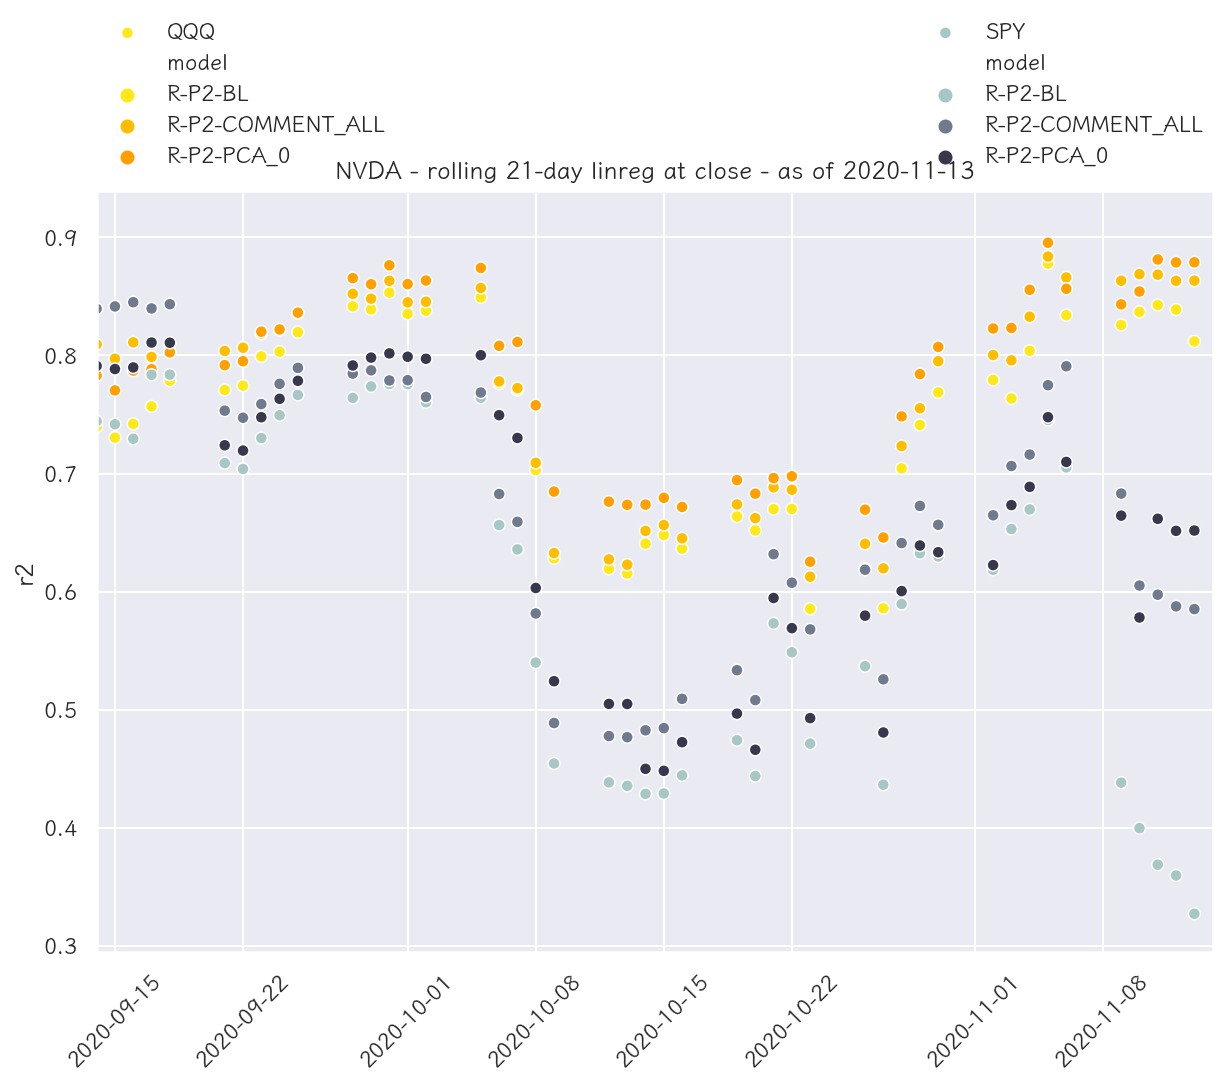 QQQ
model
R-P2-BL
R-P2-COMMENT_ALL
R-P2-PCA_0
SPY
model
R-P2-BL
R-P2-COMMENT_ALL
R-P2-PCA_0
NVDA - rolling 21-day linreg at close - as of 2020-11-13
0.9
0.8
0.7
0.6
0.5
0.4
0.3
r2
2020-09-15
2020-09-22
2020-10-01
2020-10-08
2020-10-15
2020-10-22
2020-11-01
2020-11-08